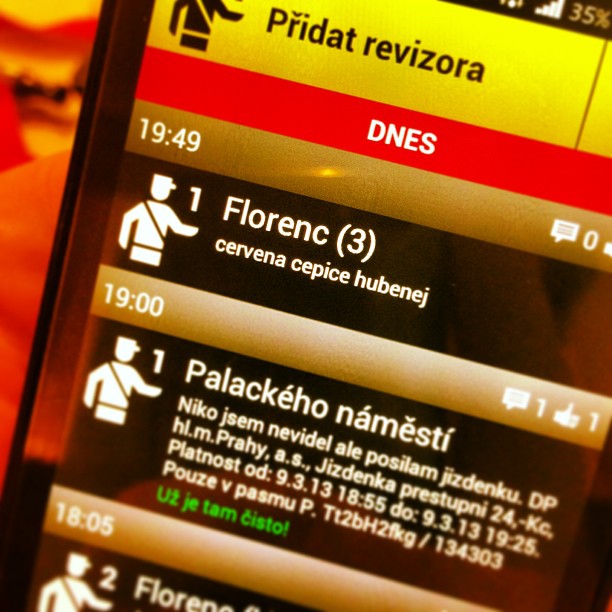 35%
Přidat revizora
DNES
19:49
0
1 Florenc (3)
cervena cepice hubenej
19:00
1 1
1 Palackého náměstí
Niko jsem nevidel ale posilam jizdenku. DP
hl.m.Prahy, a.s., Jizdenka prestupni 24,-Kc,
Platnost od: 9.3.13 18:55 do: 9.3.13 19:25.
Pouze v pasmu P. Tt2bH2fkg / 134303
Už je tam čisto!
18:05
2 Florenc